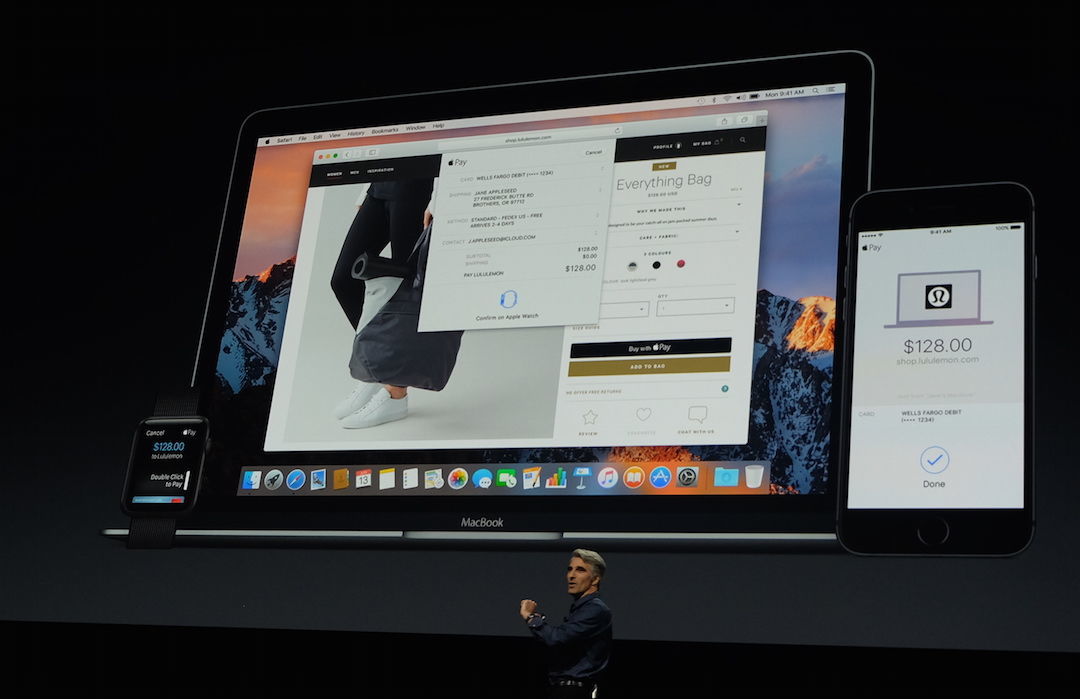 Safari File Edit View History Bookmarks Window Help
Mon 9:41 AM
shop.lululemon.com
WOMEN MEN INSPIRATION
PROFILE
MY BAG
Pay
Cancel
CARD WELLS FARGO DEBIT (•••• 1234)
SHIPPING JANE APPLESEED
27 FREDERICK BUTTE RD
BROTHERS, OR 97712
METHOD STANDARD - FEDEX US - FREE
ARRIVES 2-4 DAYS
CONTACT J.APPLESEED@ICLOUD.COM
SUBTOTAL $128.00
SHIPPING $0.00
PAY LULULEMON $128.00
Confirm on Apple Watch
NEW
Everything Bag
$128.00 USD
WHY WE MADE THIS
CARE + FABRIC:
3 COLOURS
QTY
SIZE GUIDE
Buy with Pay
ADD TO BAG
WE OFFER FREE RETURNS
REVIEW
CHAT WITH US
13
MacBook
Cancel Pay
$128.00
to Lululemon
Double Click
to Pay
9:41 AM
100%
Pay
$128.00
shop.lululemon.com
CARD WELLS FARGO DEBIT
(•••• 1234)
Done